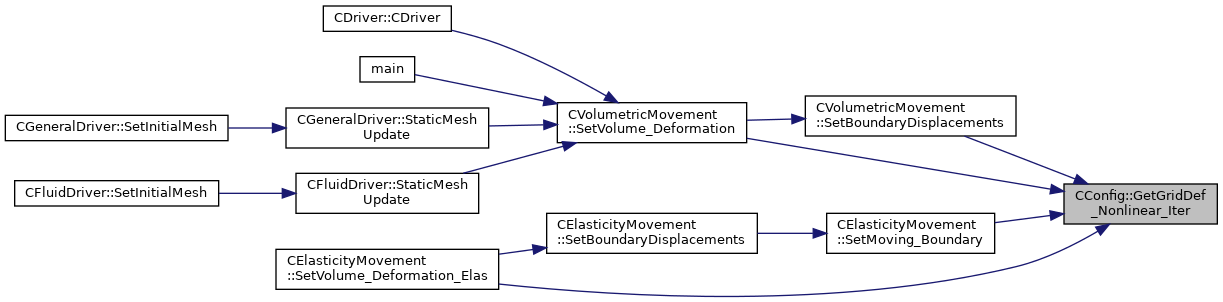 CDriver::CDriver
main
CVolumetricMovement
::SetVolume_Deformation
CVolumetricMovement
::SetBoundaryDisplacements
CGeneralDriver::SetInitialMesh
CGeneralDriver::StaticMesh
Update
CFluidDriver::SetInitialMesh
CFluidDriver::StaticMesh
Update
CConfig::GetGridDef
_Nonlinear_Iter
CElasticityMovement
::SetBoundaryDisplacements
CElasticityMovement
::SetMoving_Boundary
CElasticityMovement
::SetVolume_Deformation_Elas